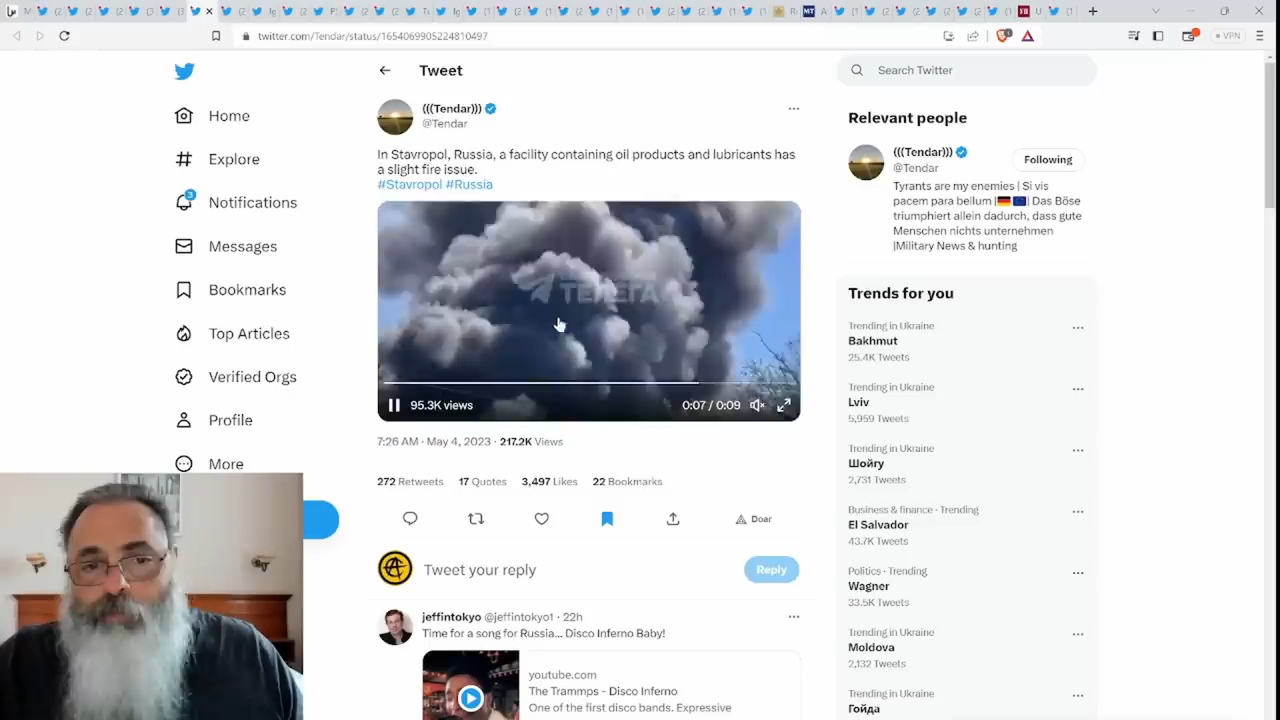 twitter.com/Tendar/status/1654069905224810497
VPN
Home
Explore
3
Notifications
Messages
Bookmarks
Top Articles
Verified Orgs
Profile
More
Tweet
(((Tendar)))
@Tendar
In Stavropol, Russia, a facility containing oil products and lubricants has
a slight fire issue.
#Stavropol #Russia
ТЕЛЕГА
95.3K views
0:07 / 0:09
7:26 AM · May 4, 2023 · 217.2K Views
272 Retweets 17 Quotes 3,497 Likes 22 Bookmarks
Doar
Tweet your reply
Reply
jeffintokyo @jeffintokyo1 · 22h
Time for a song for Russia... Disco Inferno Baby!
youtube.com
The Trammps - Disco Inferno
One of the first disco bands. Expressive
Search Twitter
Relevant people
(((Tendar)))
@Tendar
Following
Tyrants are my enemies | Si vis
pacem para bellum | Das Böse
triumphiert allein dadurch, dass gute
Menschen nichts unternehmen
|Military News & hunting
Trends for you
Trending in Ukraine
Bakhmut
25.4K Tweets
Trending in Ukraine
Lviv
5,959 Tweets
Trending in Ukraine
Шойгу
2,731 Tweets
Business & finance · Trending
El Salvador
43.7K Tweets
Politics · Trending
Wagner
33.5K Tweets
Trending in Ukraine
Moldova
2,132 Tweets
Trending in Ukraine
Гойда